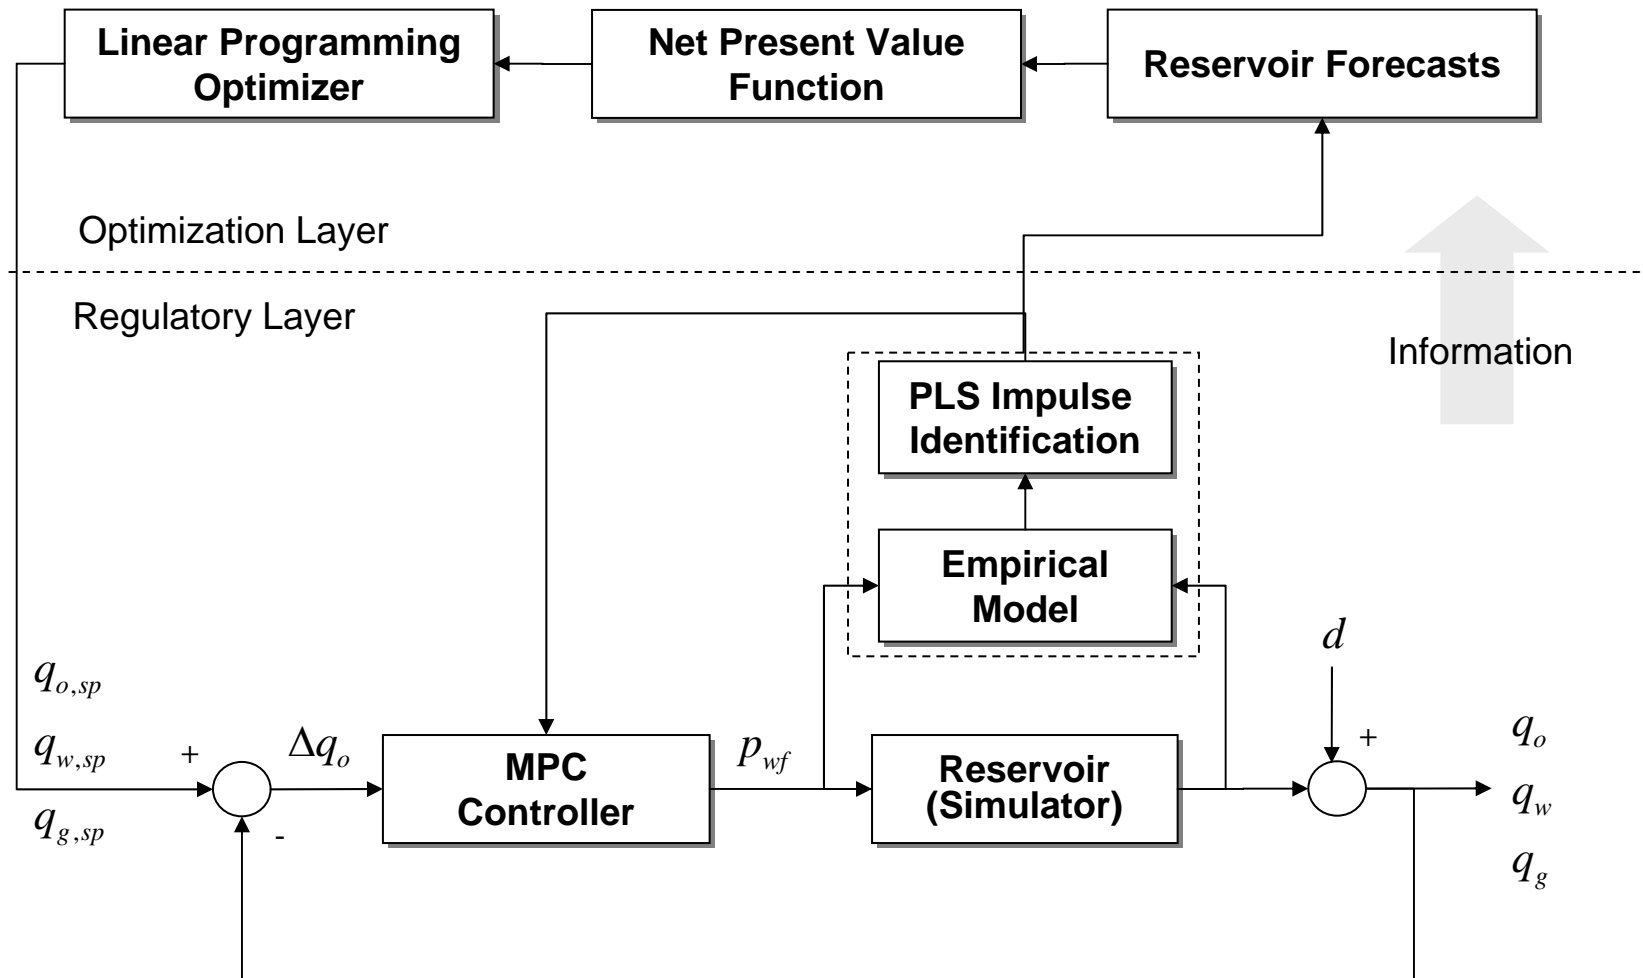 Linear Programming
Optimizer
Net Present Value
Function
Reservoir Forecasts
Optimization Layer
Regulatory Layer
Information
PLS Impulse
Identification
Empirical
Model
d
q_{o,sp}
q_{w,sp}
q_{g,sp}
+
-
Δq_o
MPC
Controller
p_{wf}
Reservoir
(Simulator)
+
q_o
q_w
q_g